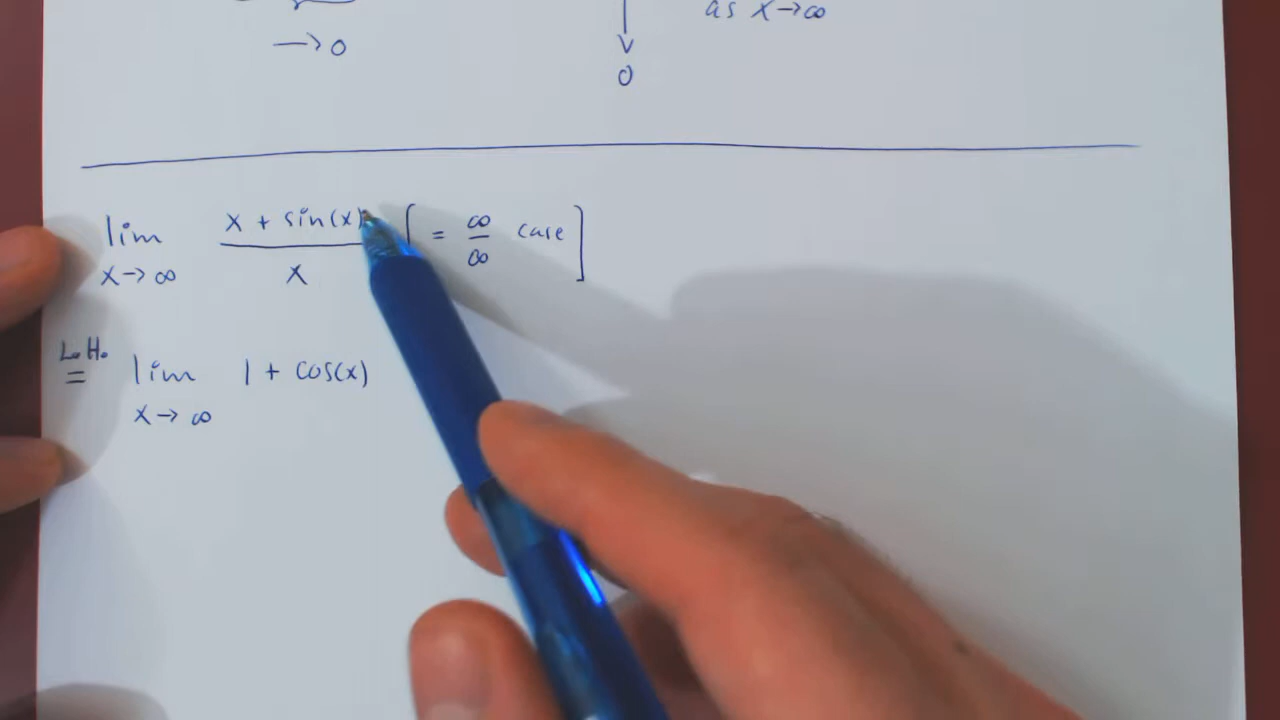 →0
↓
0
as x→∞
lim x→∞ x + sin(x) / x [ = ∞/∞ case ]
L.H. = lim x→∞ 1 + cos(x)